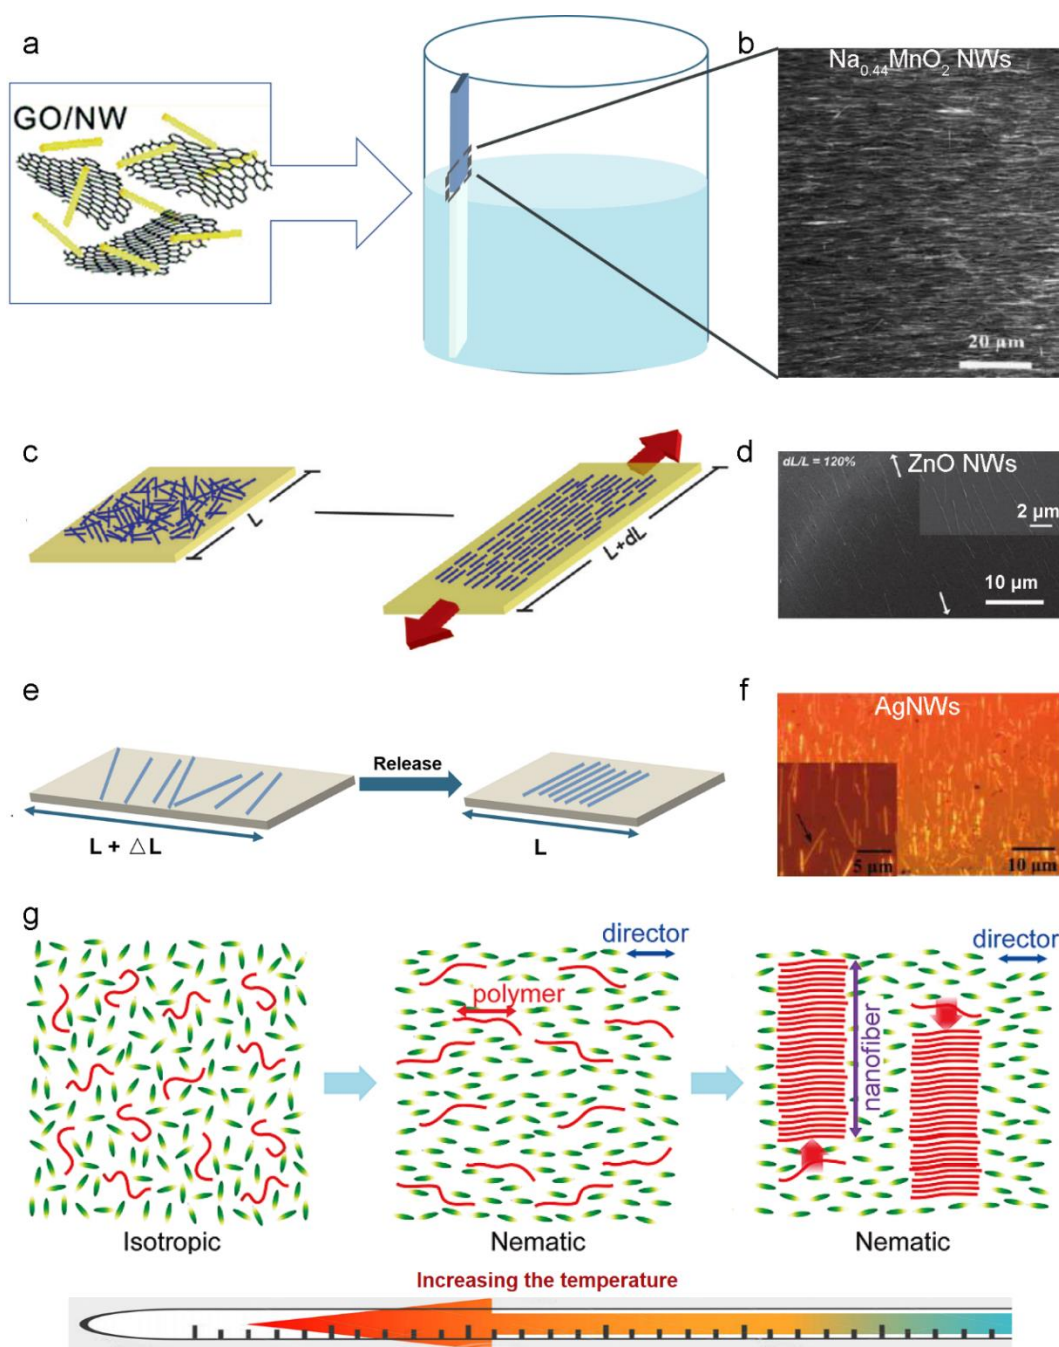 a
GO/NW
b
Na0.44MnO2 NWs
20 μm
c
L
L+dL
d
dL/L = 120%
ZnO NWs
2 μm
10 μm
e
L + △L
Release
L
f
AgNWs
5 μm
10 μm
g
Isotropic
director
polymer
Nematic
director
nanofiber
Nematic
Increasing the temperature